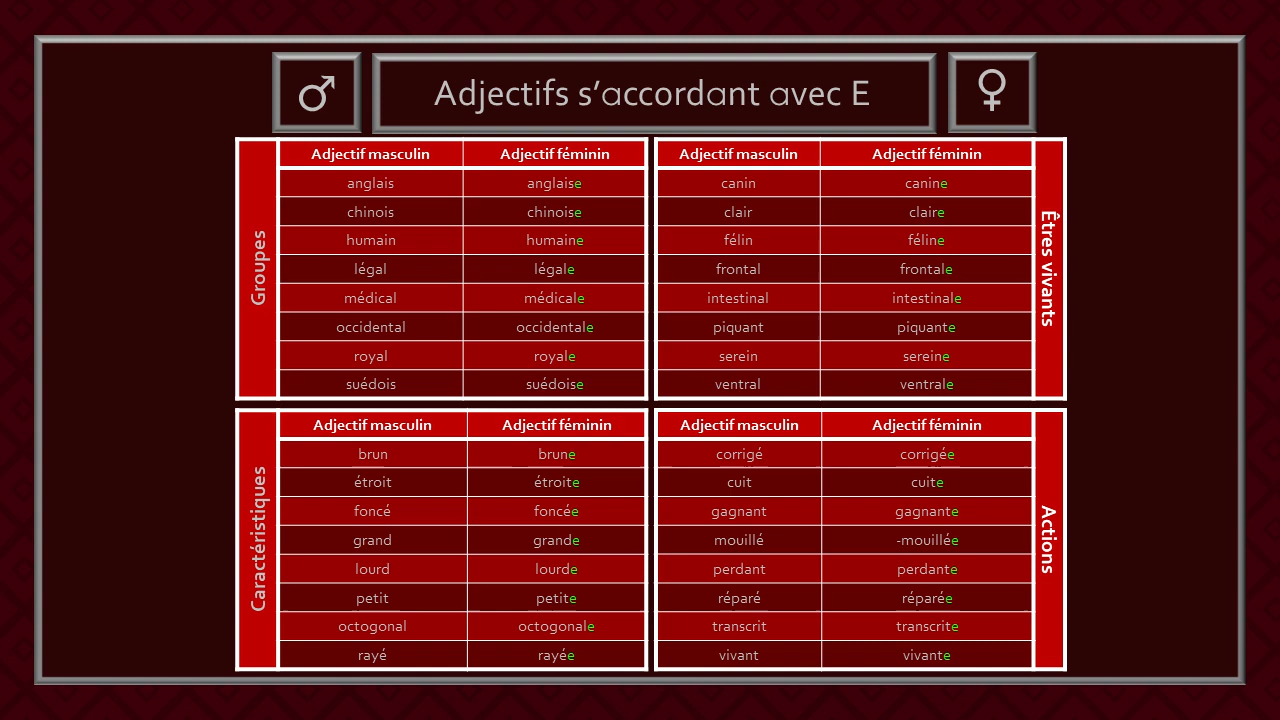 ♂ Adjectifs s’accordant avec E ♀
Groupes
Adjectif masculin Adjectif féminin
anglais anglaise
chinois chinoise
humain humaine
légal légale
médical médicale
occidental occidentale
royal royale
suédois suédoise
Adjectif masculin Adjectif féminin
canin canine
clair claire
félin féline
frontal frontale
intestinal intestinale
piquant piquante
serein sereine
ventral ventrale
Êtres vivants
Caractéristiques
Adjectif masculin Adjectif féminin
brun brune
étroit étroite
foncé foncée
grand grande
lourd lourde
petit petite
octogonal octogonale
rayé rayée
Adjectif masculin Adjectif féminin
corrigé corrigée
cuit cuite
gagnant gagnante
mouillé -mouillée
perdant perdante
réparé réparée
transcrit transcrite
vivant vivante
Actions